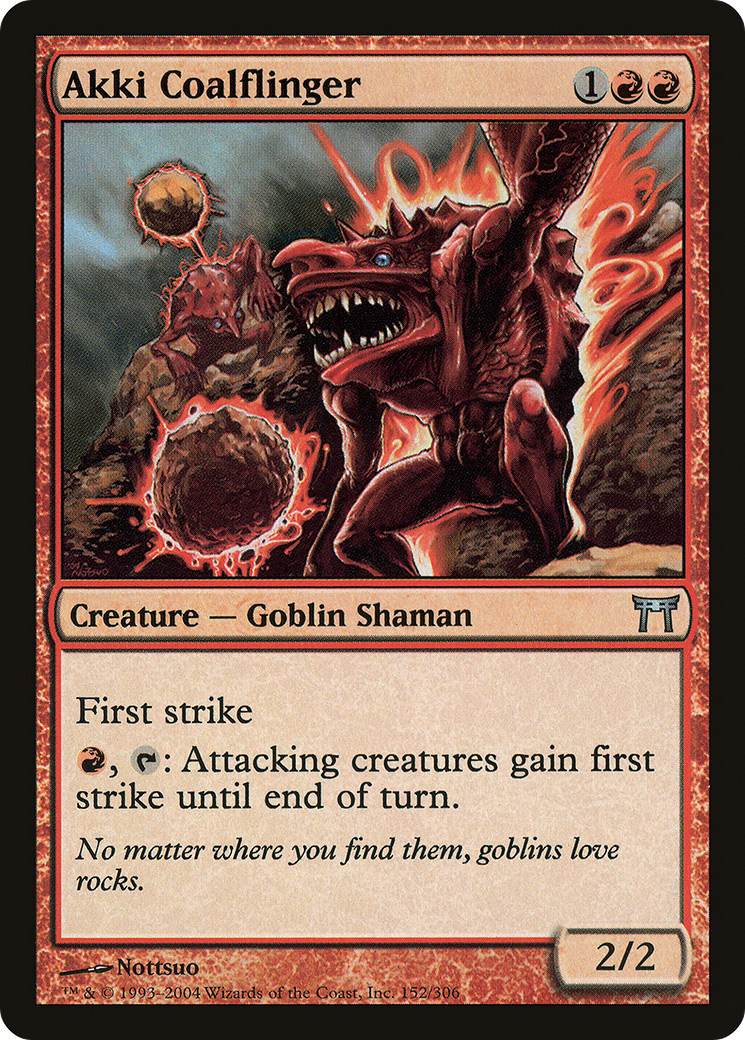 Akki Coalflinger
1
NOTTSUO
Creature — Goblin Shaman
First strike
, : Attacking creatures gain first
strike until end of turn.
No matter where you find them, goblins love
rocks.
2/2
Nottsuo
™ & © 1993–2004 Wizards of the Coast, Inc. 152/306